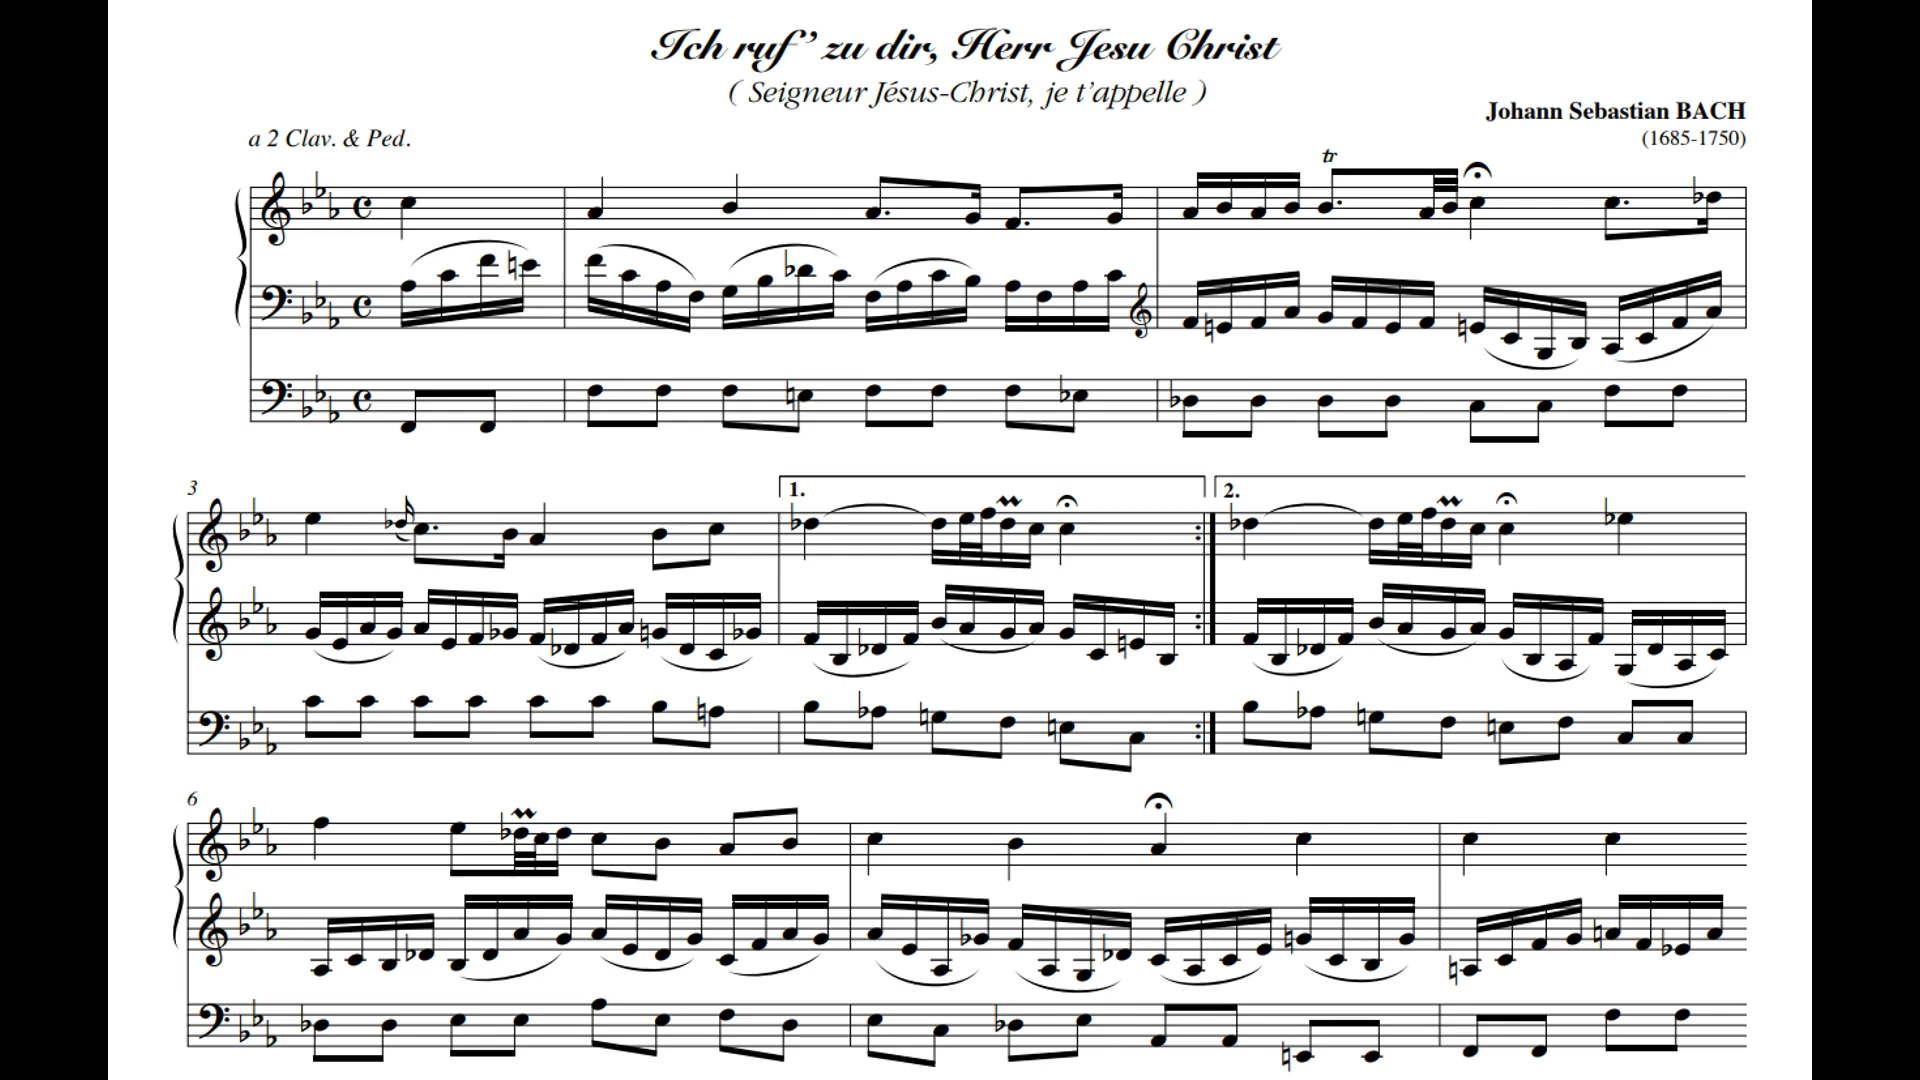 Ich ruf’ zu dir, Herr Jesu Christ
( Seigneur Jésus-Christ, je t’appelle )
Johann Sebastian BACH
a 2 Clav. & Ped.
(1685-1750)
tr
3
1.
2.
6